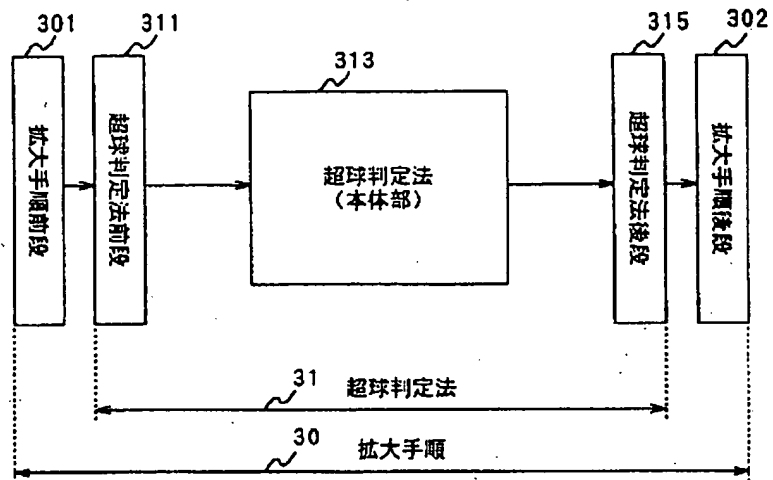 301
311
313
315
302
拡大手順前段
超球判定法前段
超球判定法
(本体部)
超球判定法後段
拡大手順後段
31
超球判定法
30
拡大手順